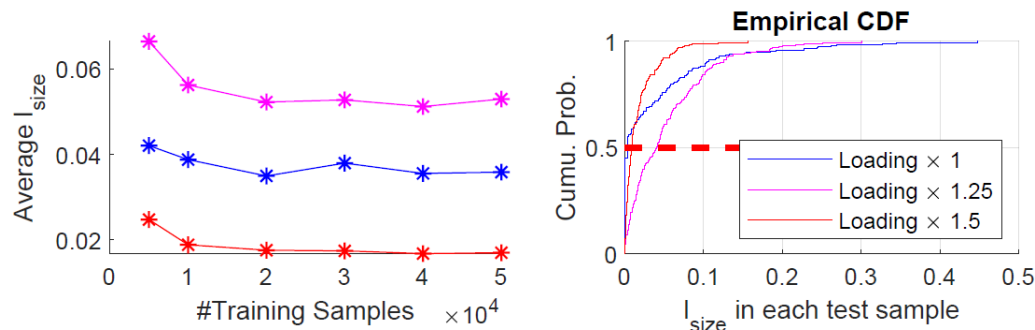 Average I_size
0.06
0.04
0.02
0
1
2
3
4
5
#Training Samples
×10^4
Empirical CDF
Cumu. Prob.
1
0.5
0
Loading × 1
Loading × 1.25
Loading × 1.5
0
0.1
0.2
0.3
0.4
0.5
I_size in each test sample